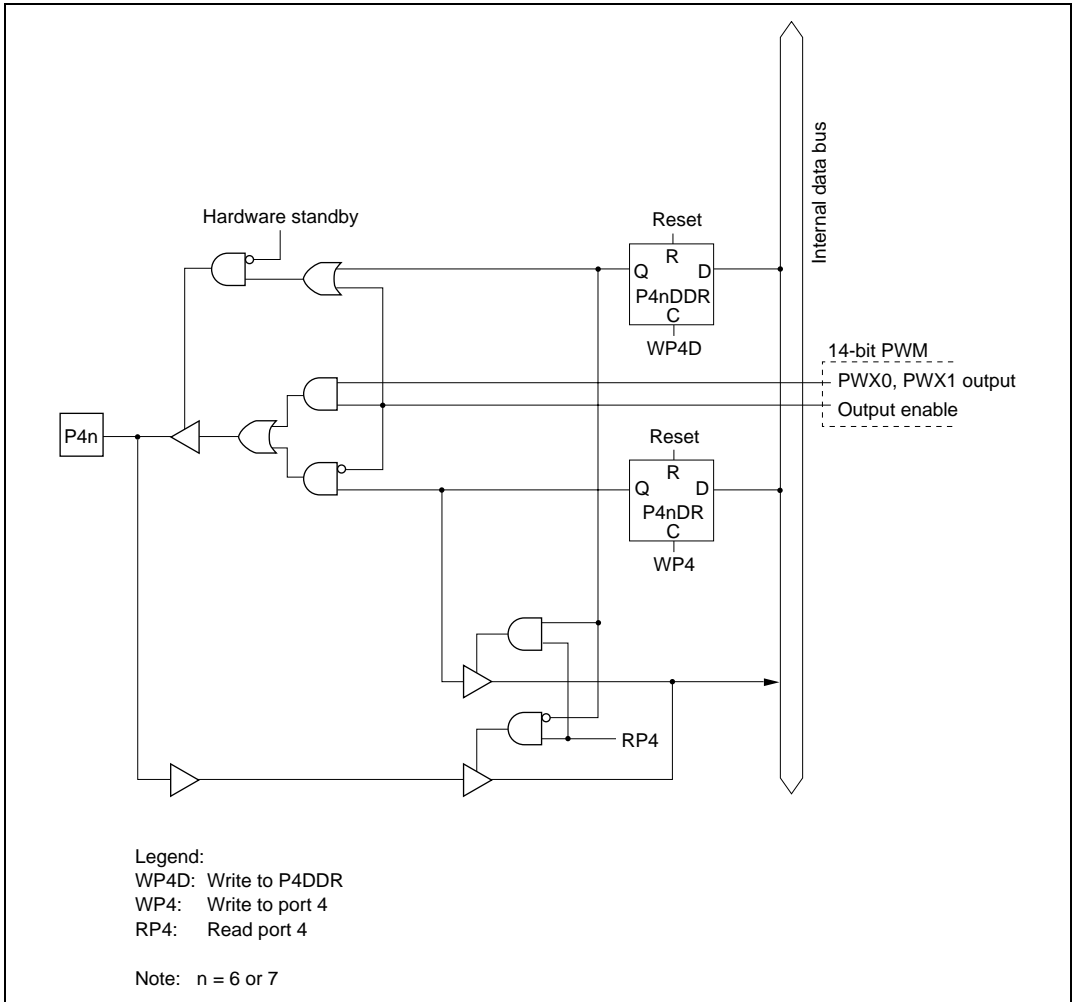 Internal data bus
Hardware standby
Reset
R
Q D
P4nDDR
C
WP4D
14-bit PWM
PWX0, PWX1 output
Output enable
P4n
Reset
R
Q D
P4nDR
C
WP4
RP4
Legend:
WP4D: Write to P4DDR
WP4: Write to port 4
RP4: Read port 4
Note: n = 6 or 7